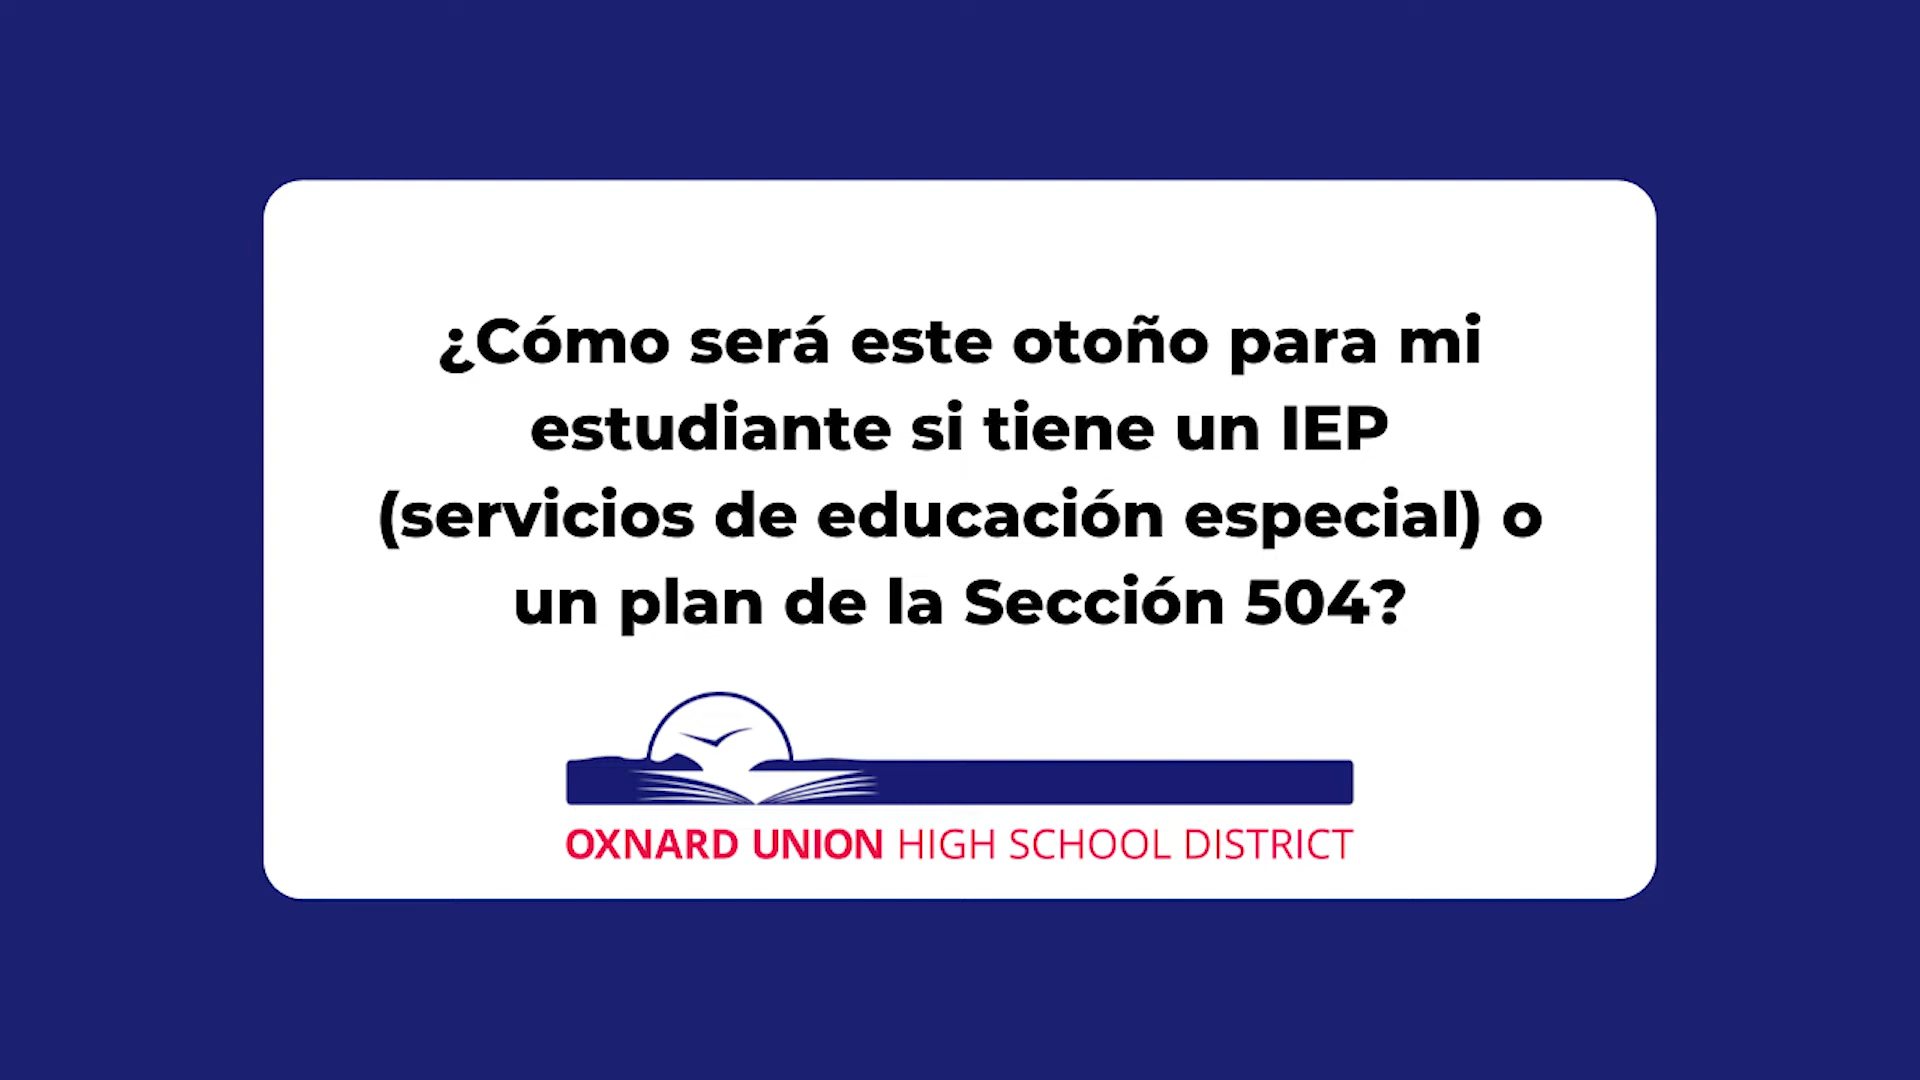 ¿Cómo será este otoño para mi
estudiante si tiene un IEP
(servicios de educación especial) o
un plan de la Sección 504?
OXNARD UNION HIGH SCHOOL DISTRICT